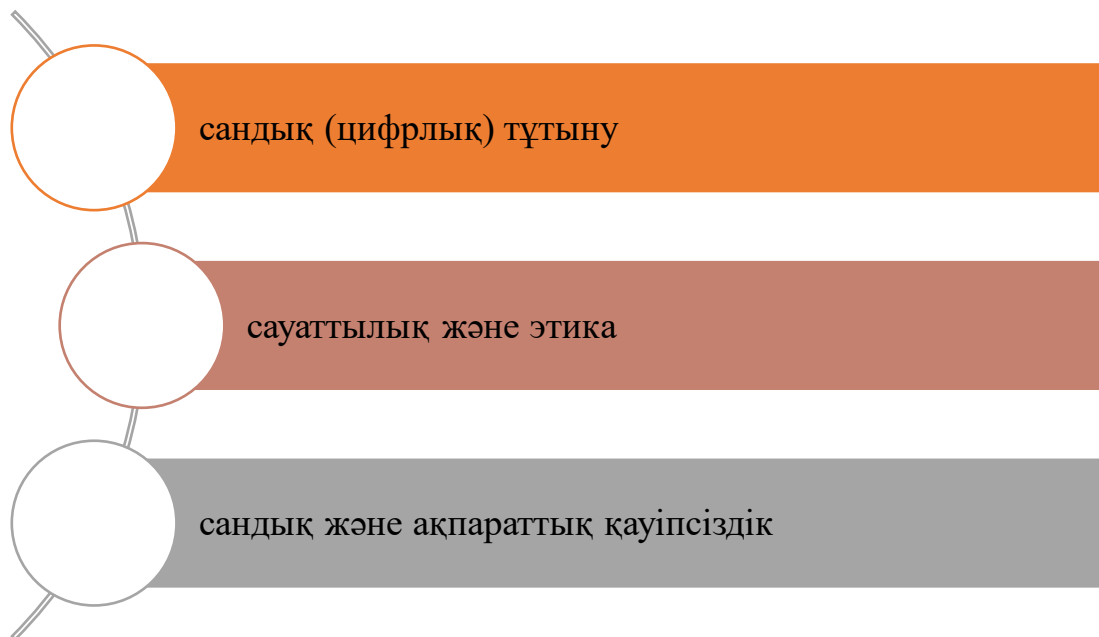 сандық (цифрлық) тұтыну
сауаттылық және этика
сандық және ақпараттық қауіпсіздік